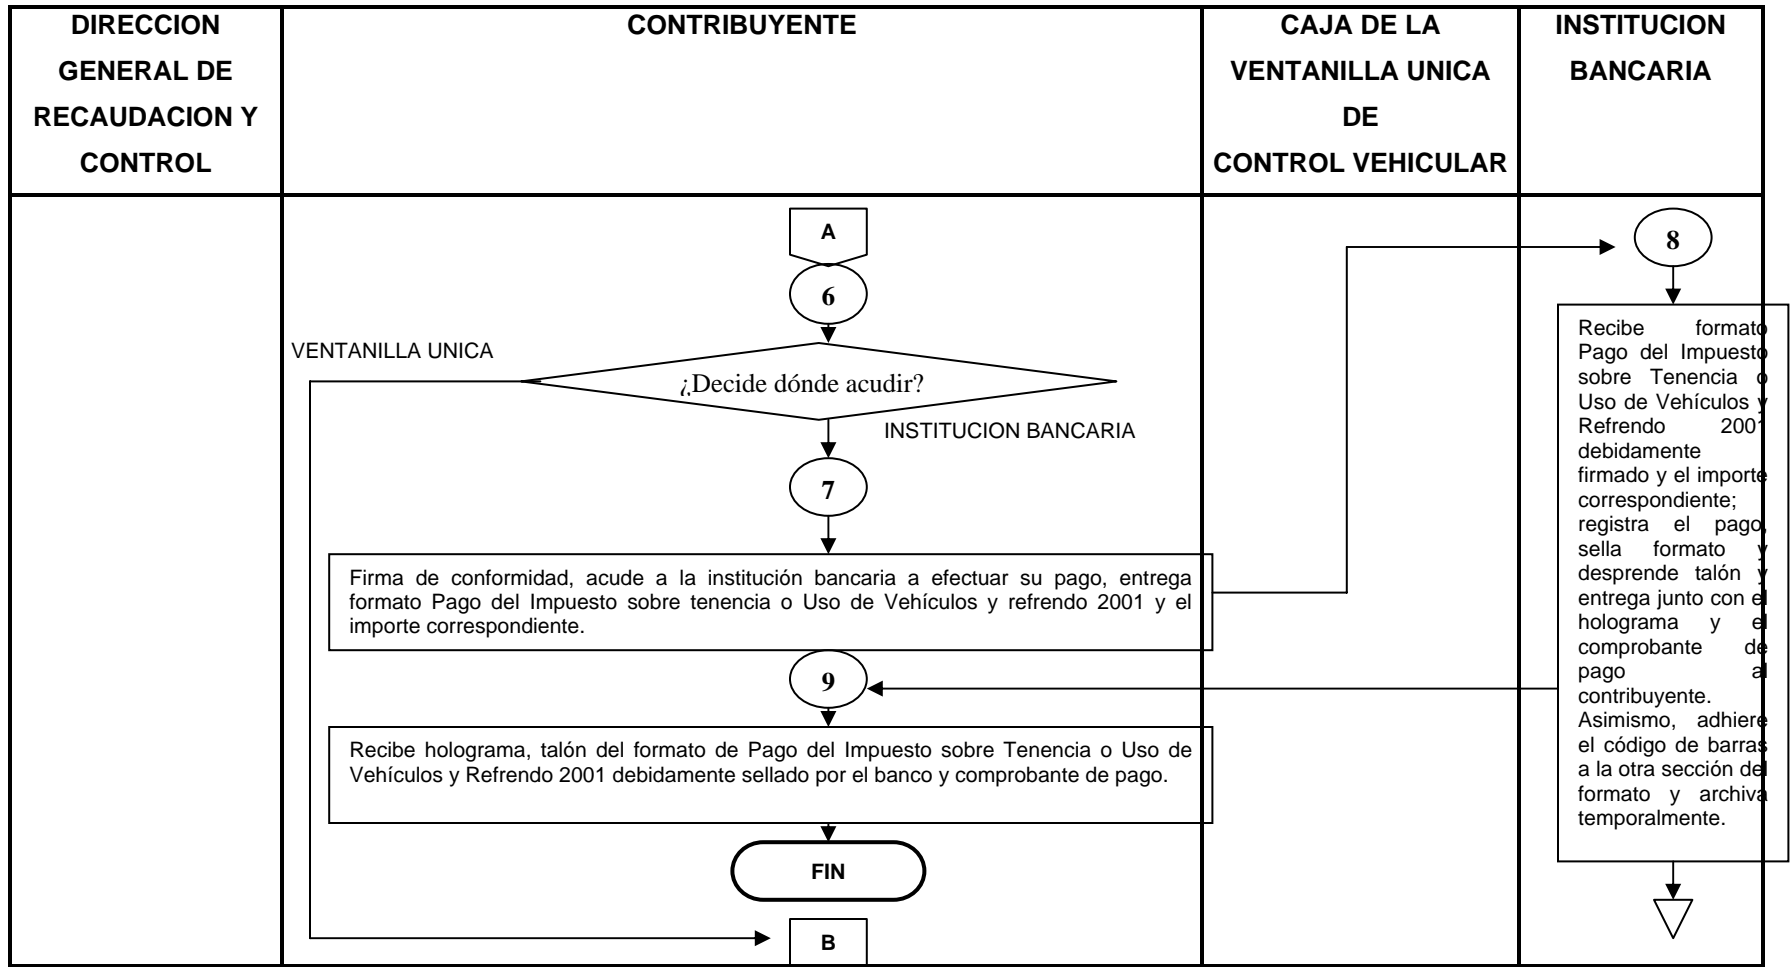 DIRECCION
GENERAL DE
RECAUDACION Y
CONTROL
CONTRIBUYENTE
CAJA DE LA
VENTANILLA UNICA
DE
CONTROL VEHICULAR
INSTITUCION
BANCARIA
A
6
VENTANILLA UNICA
¿Decide dónde acudir?
INSTITUCION BANCARIA
7
Firma de conformidad, acude a la institución bancaria a efectuar su pago, entrega
formato Pago del Impuesto sobre tenencia o Uso de Vehículos y refrendo 2001 y el
importe correspondiente.
8
Recibe formato
Pago del Impuesto
sobre Tenencia o
Uso de Vehículos y
Refrendo 2001
debidamente
firmado y el importe
correspondiente;
registra el pago,
sella formato y
desprende talón y
entrega junto con el
holograma y el
comprobante de
pago al
contribuyente.
Asimismo, adhiere
el código de barras
a la otra sección del
formato y archiva
temporalmente.
9
Recibe holograma, talón del formato de Pago del Impuesto sobre Tenencia o Uso de
Vehículos y Refrendo 2001 debidamente sellado por el banco y comprobante de pago.
FIN
B